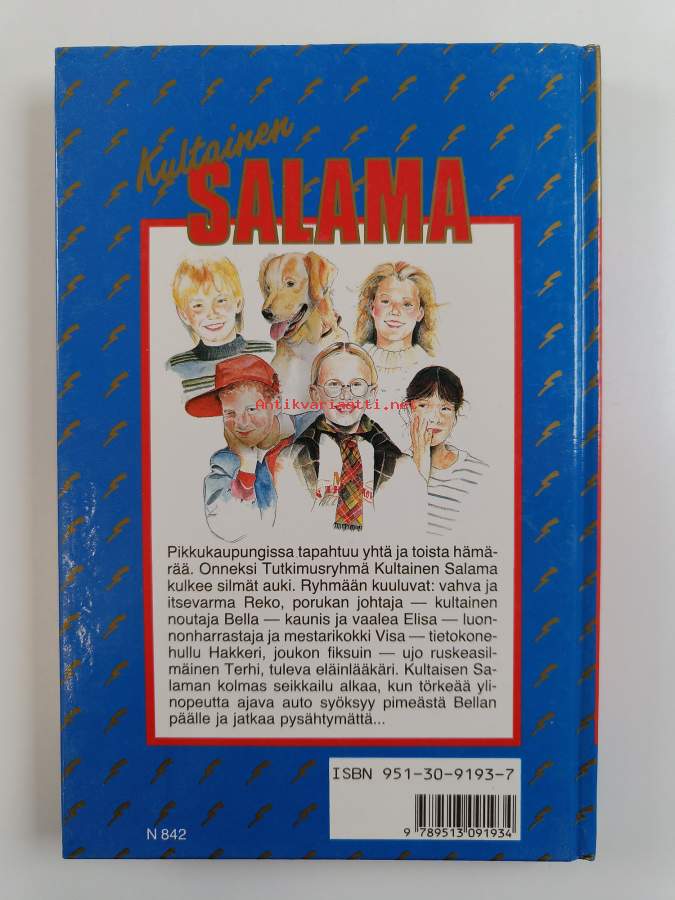 Kultainen
SALAMA
Antikvariaatti.net
Pikkukaupungissa tapahtuu yhtä ja toista hämä-
rää. Onneksi Tutkimusryhmä Kultainen Salama
kulkee silmät auki. Ryhmään kuuluvat: vahva ja
itsevarma Reko, porukan johtaja — kultainen
noutaja Bella — kaunis ja vaalea Elisa — luon-
nonharrastaja ja mestarikokki Visa — tietokone-
hullu Hakkeri, joukon fiksuin — ujo ruskeasil-
mäinen Terhi, tuleva eläinlääkäri. Kultaisen Sa-
laman kolmas seikkailu alkaa, kun törkeää yli-
nopeutta ajava auto syöksyy pimeästä Bellan
päälle ja jatkaa pysähtymättä...
ISBN 951-30-9193-7
9 789513 091934
N 842